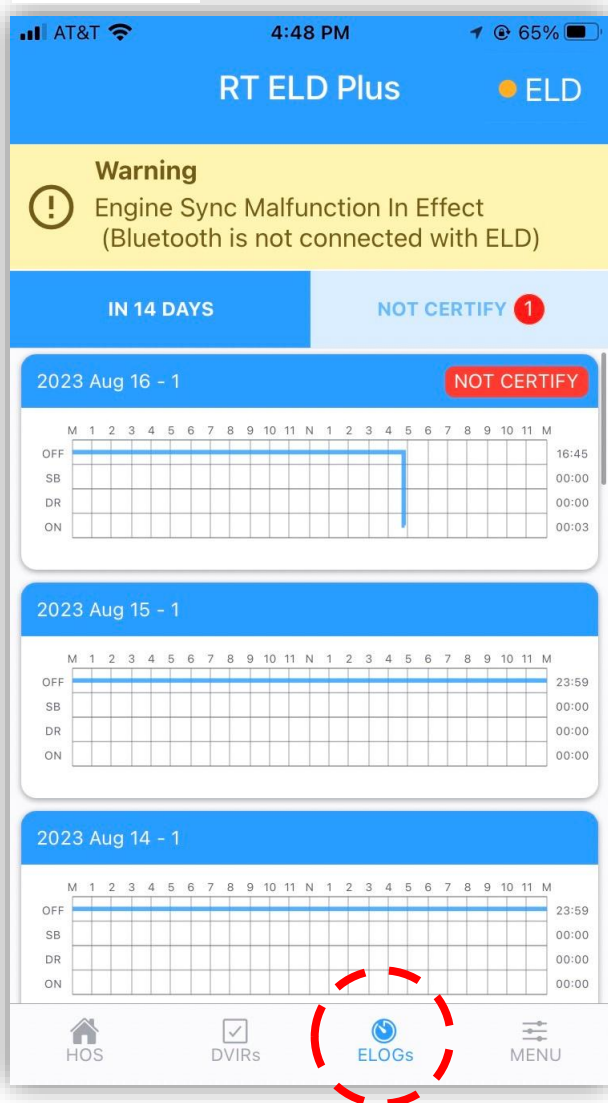 AT&T 4:48 PM 65%
RT ELD Plus ELD
Warning
Engine Sync Malfunction In Effect
(Bluetooth is not connected with ELD)
IN 14 DAYS NOT CERTIFY 1
2023 Aug 16 - 1 NOT CERTIFY
M 1 2 3 4 5 6 7 8 9 10 11 N 1 2 3 4 5 6 7 8 9 10 11 M
OFF 16:45
SB 00:00
DR 00:00
ON 00:03
2023 Aug 15 - 1
M 1 2 3 4 5 6 7 8 9 10 11 N 1 2 3 4 5 6 7 8 9 10 11 M
OFF 23:59
SB 00:00
DR 00:00
ON 00:00
2023 Aug 14 - 1
M 1 2 3 4 5 6 7 8 9 10 11 N 1 2 3 4 5 6 7 8 9 10 11 M
OFF 23:59
SB 00:00
DR 00:00
ON 00:00
HOS DVIRs ELOGs MENU